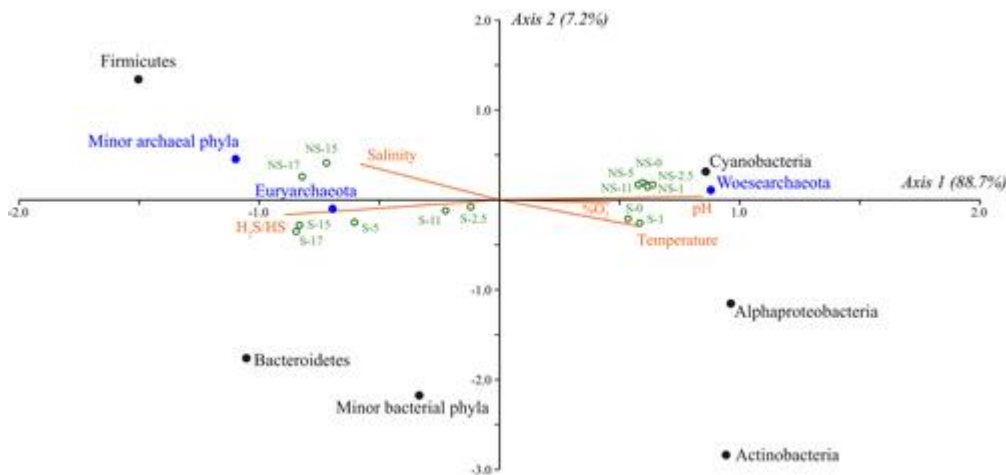 2.0
Axis 2 (7.2%)
Firmicutes
1.0
Minor archaeal phyla
NS-15
NS-17
Salinity
NS-0
NS-5
NS-2.5
NS-11
NS-1
Cyanobacteria
Woesearchaeota
Euryarchaeota
Axis 1 (88.7%)
-2.0
-1.0
1.0
2.0
%O₂
pH
H₂S/HS
S-15
S-17
S-5
S-11
S-2.5
S-0
S-1
Temperature
-1.0
Alphaproteobacteria
Bacteroidetes
-2.0
Minor bacterial phyla
Actinobacteria
-3.0